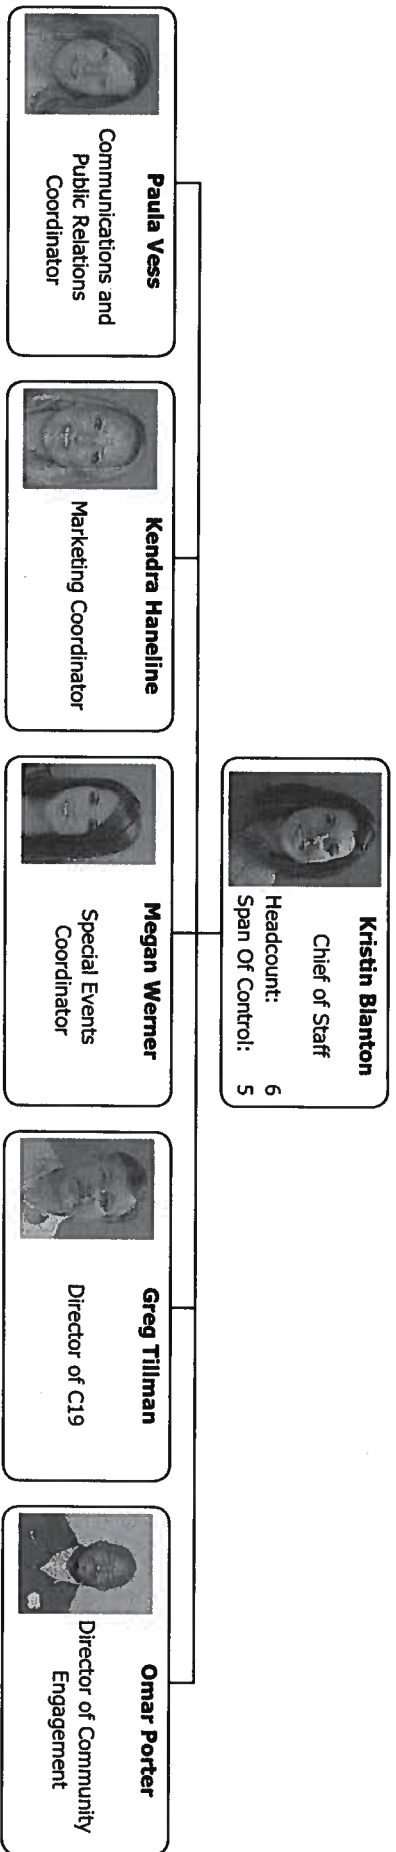 Kristin Blanton
Chief of Staff
Headcount: 6
Span Of Control: 5
Paula Vess
Communications and
Public Relations
Coordinator
Kendra Haneline
Marketing Coordinator
Megan Werner
Special Events
Coordinator
Greg Tillman
Director of C19
Omar Porter
Director of Community
Engagement